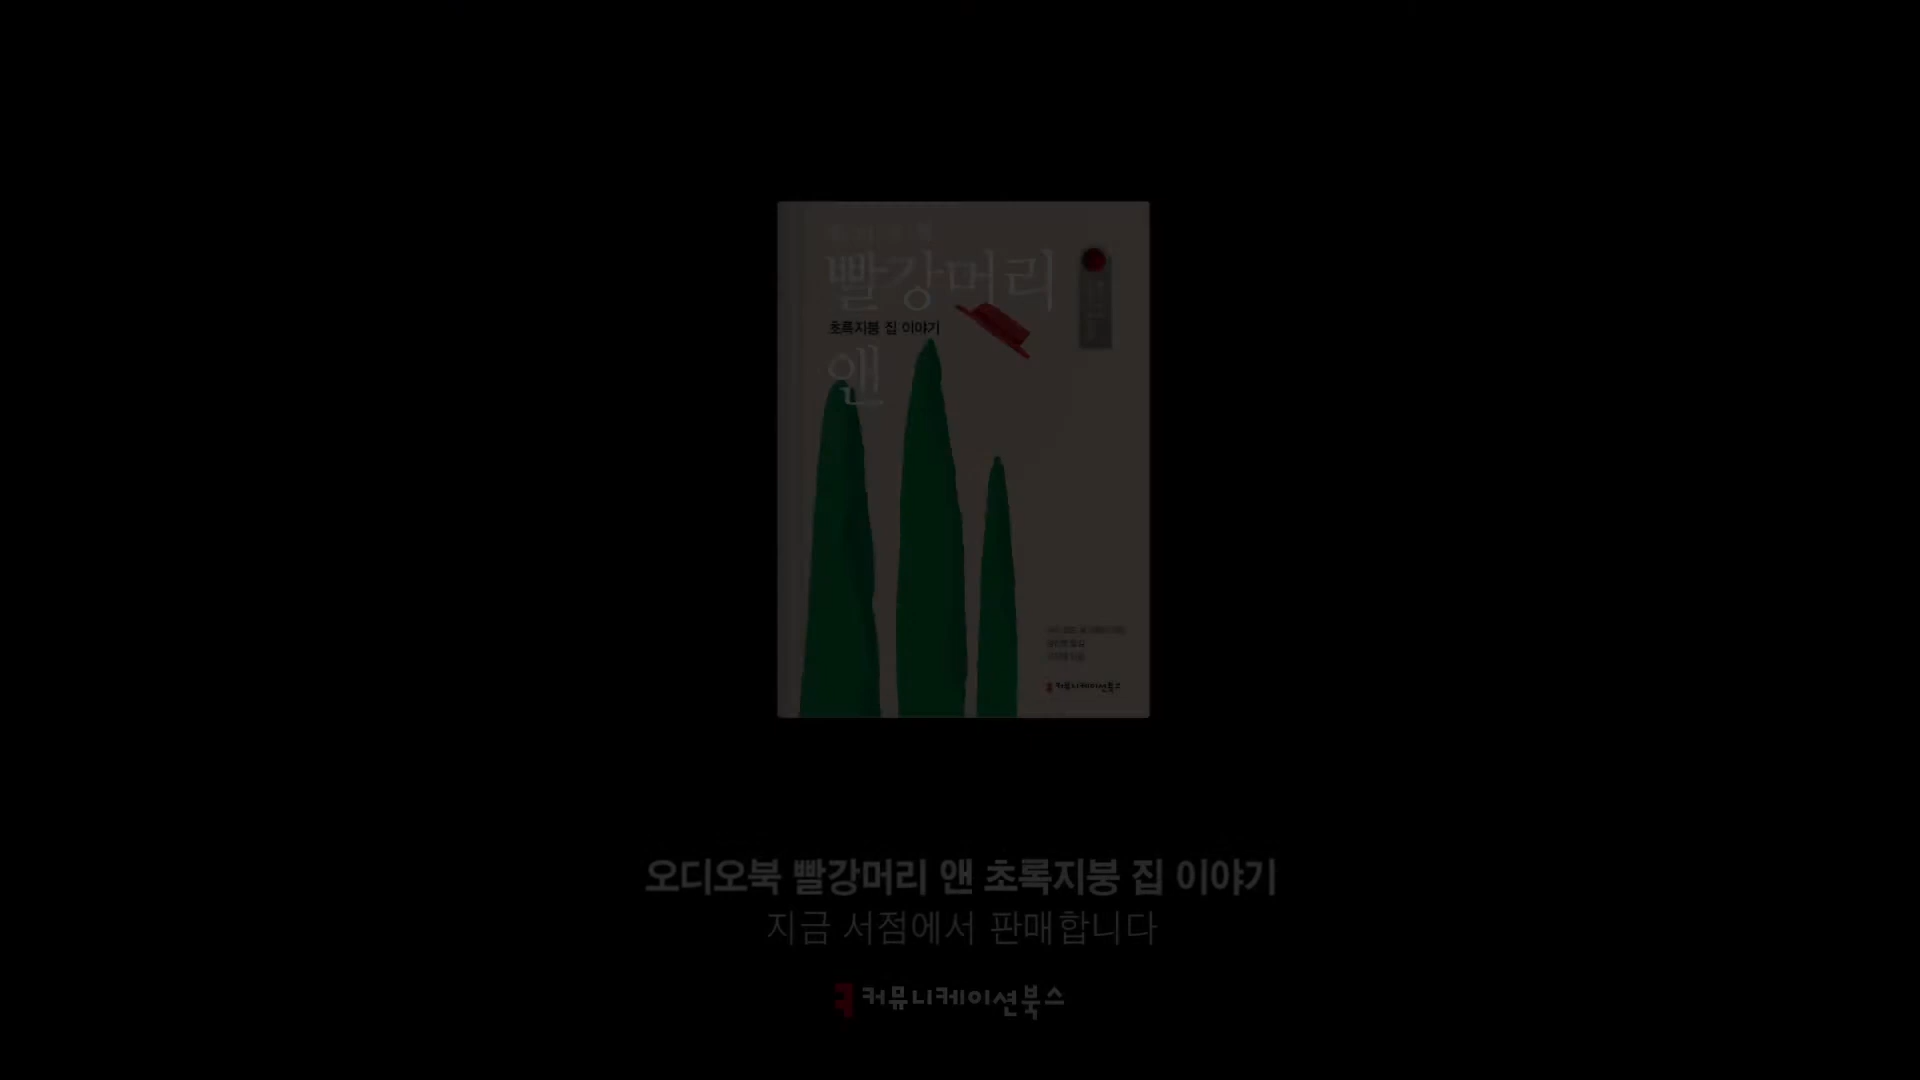 빨강머리
초록지붕 집 이야기
앤
커뮤니케이션북스
오디오북 빨강머리 앤 초록지붕 집 이야기
지금 서점에서 판매합니다
커뮤니케이션북스